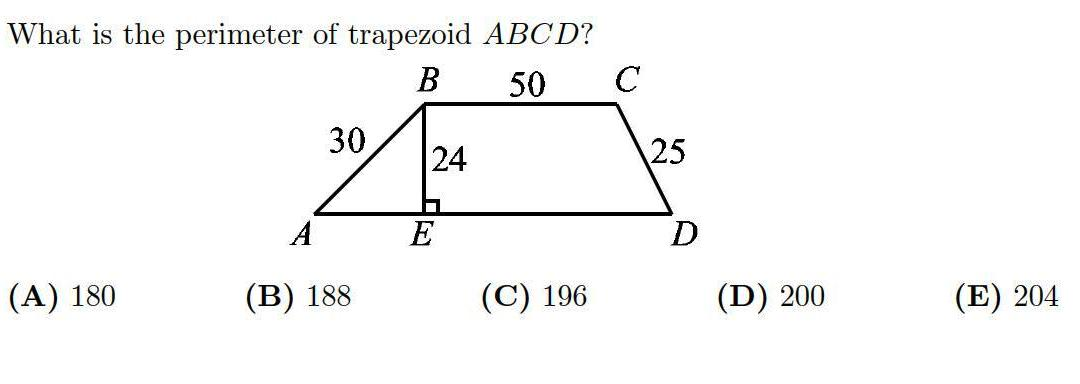 What is the perimeter of trapezoid ABCD?
B 50 C
30 24 25
A E D
(A) 180 (B) 188 (C) 196 (D) 200 (E) 204